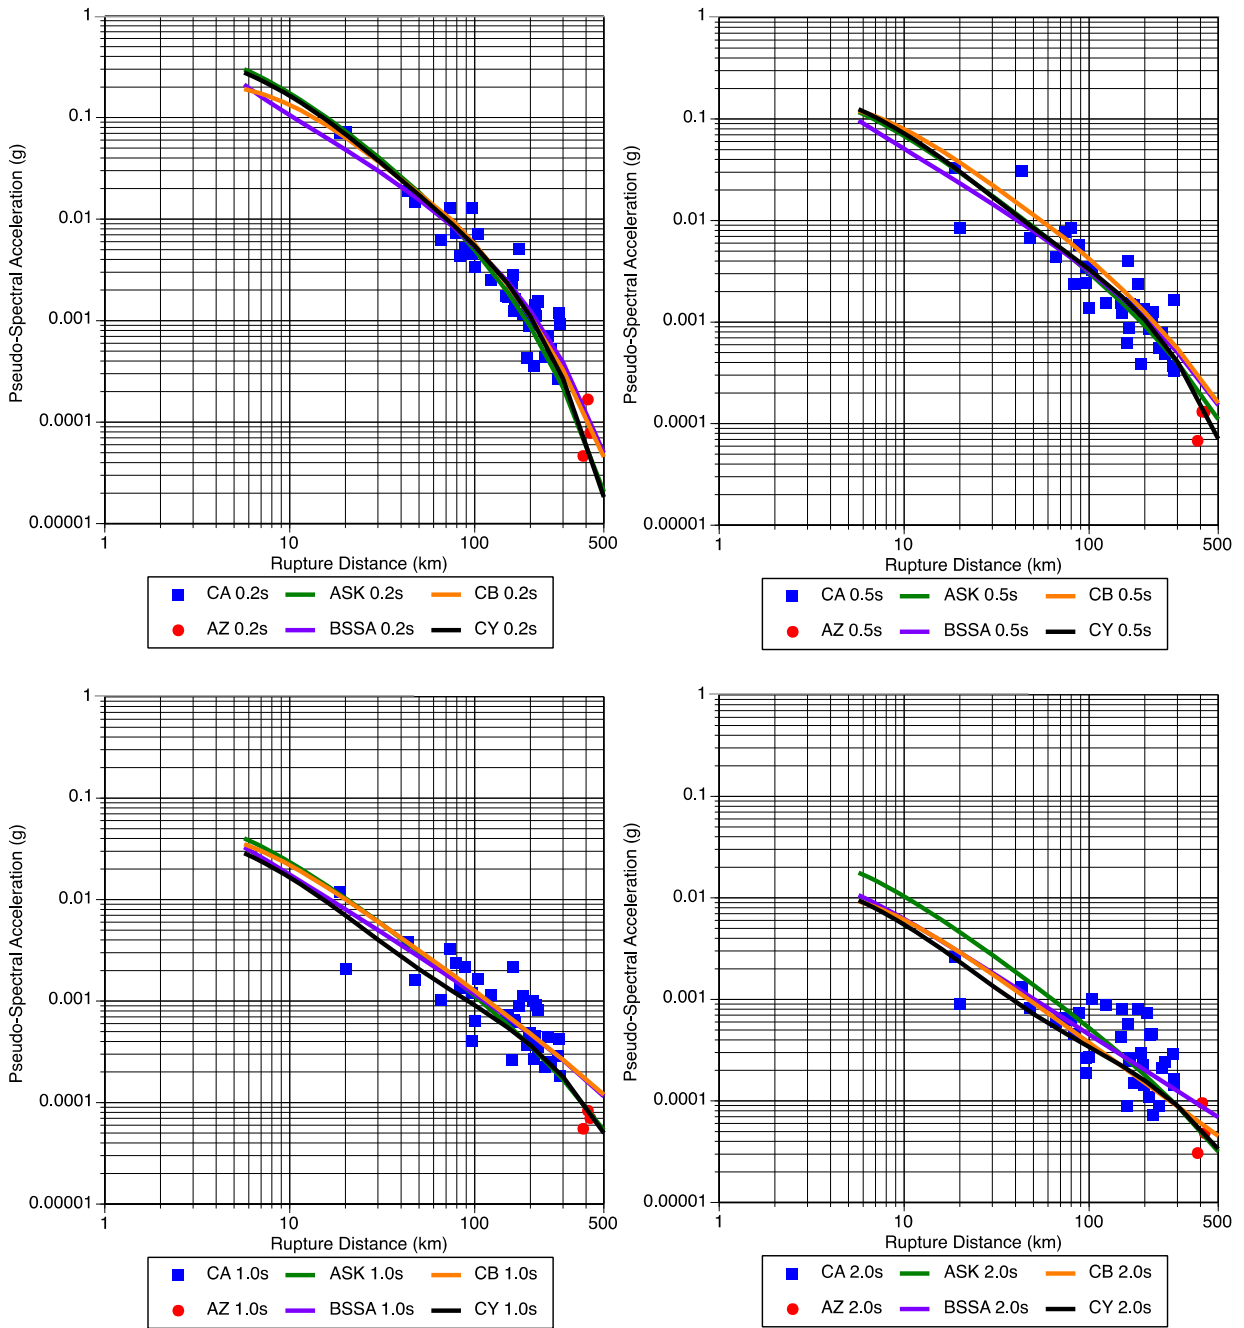 1
0.1
0.01
0.001
0.0001
0.00001
Pseudo-Spectral Acceleration (g)
1 10 100 500
Rupture Distance (km)
CA 0.2s ASK 0.2s CB 0.2s
AZ 0.2s BSSA 0.2s CY 0.2s
1
0.1
0.01
0.001
0.0001
0.00001
Pseudo-Spectral Acceleration (g)
1 10 100 500
Rupture Distance (km)
CA 0.5s ASK 0.5s CB 0.5s
AZ 0.5s BSSA 0.5s CY 0.5s
1
0.1
0.01
0.001
0.0001
0.00001
Pseudo-Spectral Acceleration (g)
1 10 100 500
Rupture Distance (km)
CA 1.0s ASK 1.0s CB 1.0s
AZ 1.0s BSSA 1.0s CY 1.0s
1
0.1
0.01
0.001
0.0001
0.00001
Pseudo-Spectral Acceleration (g)
1 10 100 500
Rupture Distance (km)
CA 2.0s ASK 2.0s CB 2.0s
AZ 2.0s BSSA 2.0s CY 2.0s